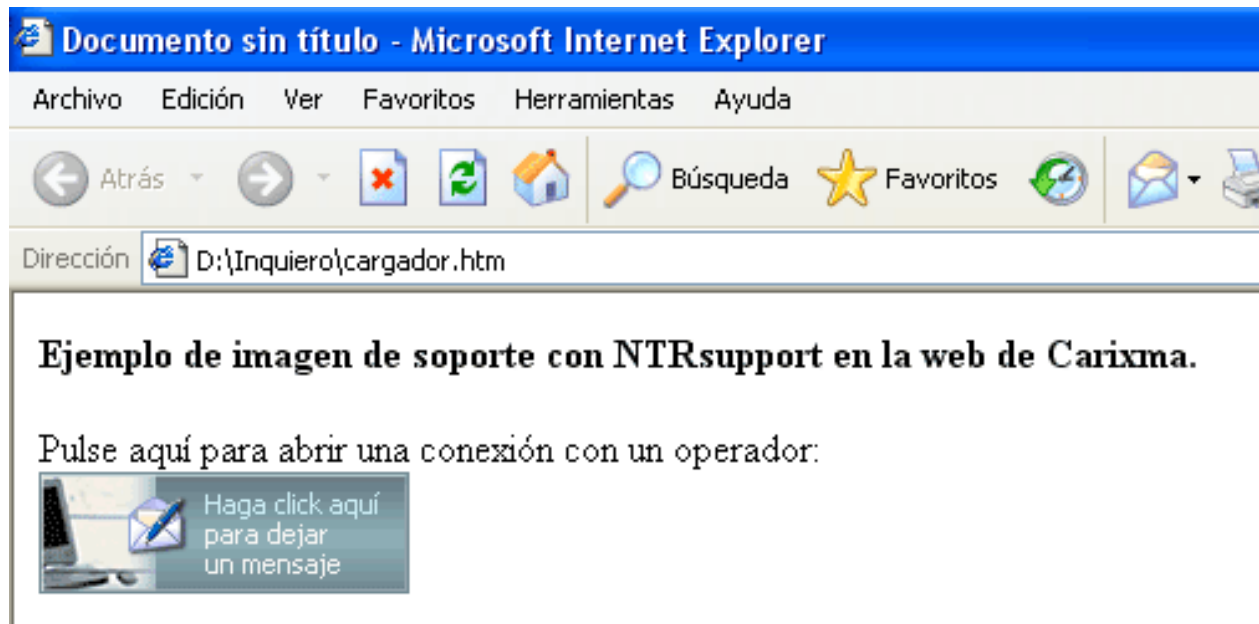 Documento sin título - Microsoft Internet Explorer
Archivo Edición Ver Favoritos Herramientas Ayuda
Atrás Búsqueda Favoritos
Dirección D:\Inquiero\cargador.htm
Ejemplo de imagen de soporte con NTRsupport en la web de Carixma.
Pulse aquí para abrir una conexión con un operador:
Haga click aquí
para dejar
un mensaje